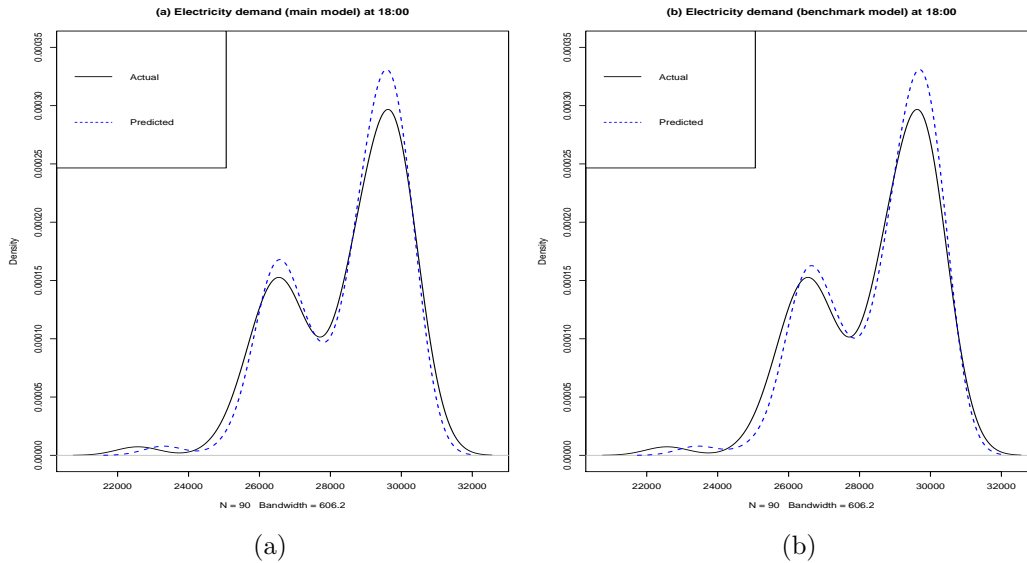 (a) Electricity demand (main model) at 18:00
0.00035
0.00030
0.00025
0.00020
0.00015
0.00010
0.00005
0.00000
Density
Actual
Predicted
22000 24000 26000 28000 30000 32000
N = 90 Bandwidth = 606.2
(a)
(b) Electricity demand (benchmark model) at 18:00
0.00035
0.00030
0.00025
0.00020
0.00015
0.00010
0.00005
0.00000
Density
Actual
Predicted
22000 24000 26000 28000 30000 32000
N = 90 Bandwidth = 606.2
(b)